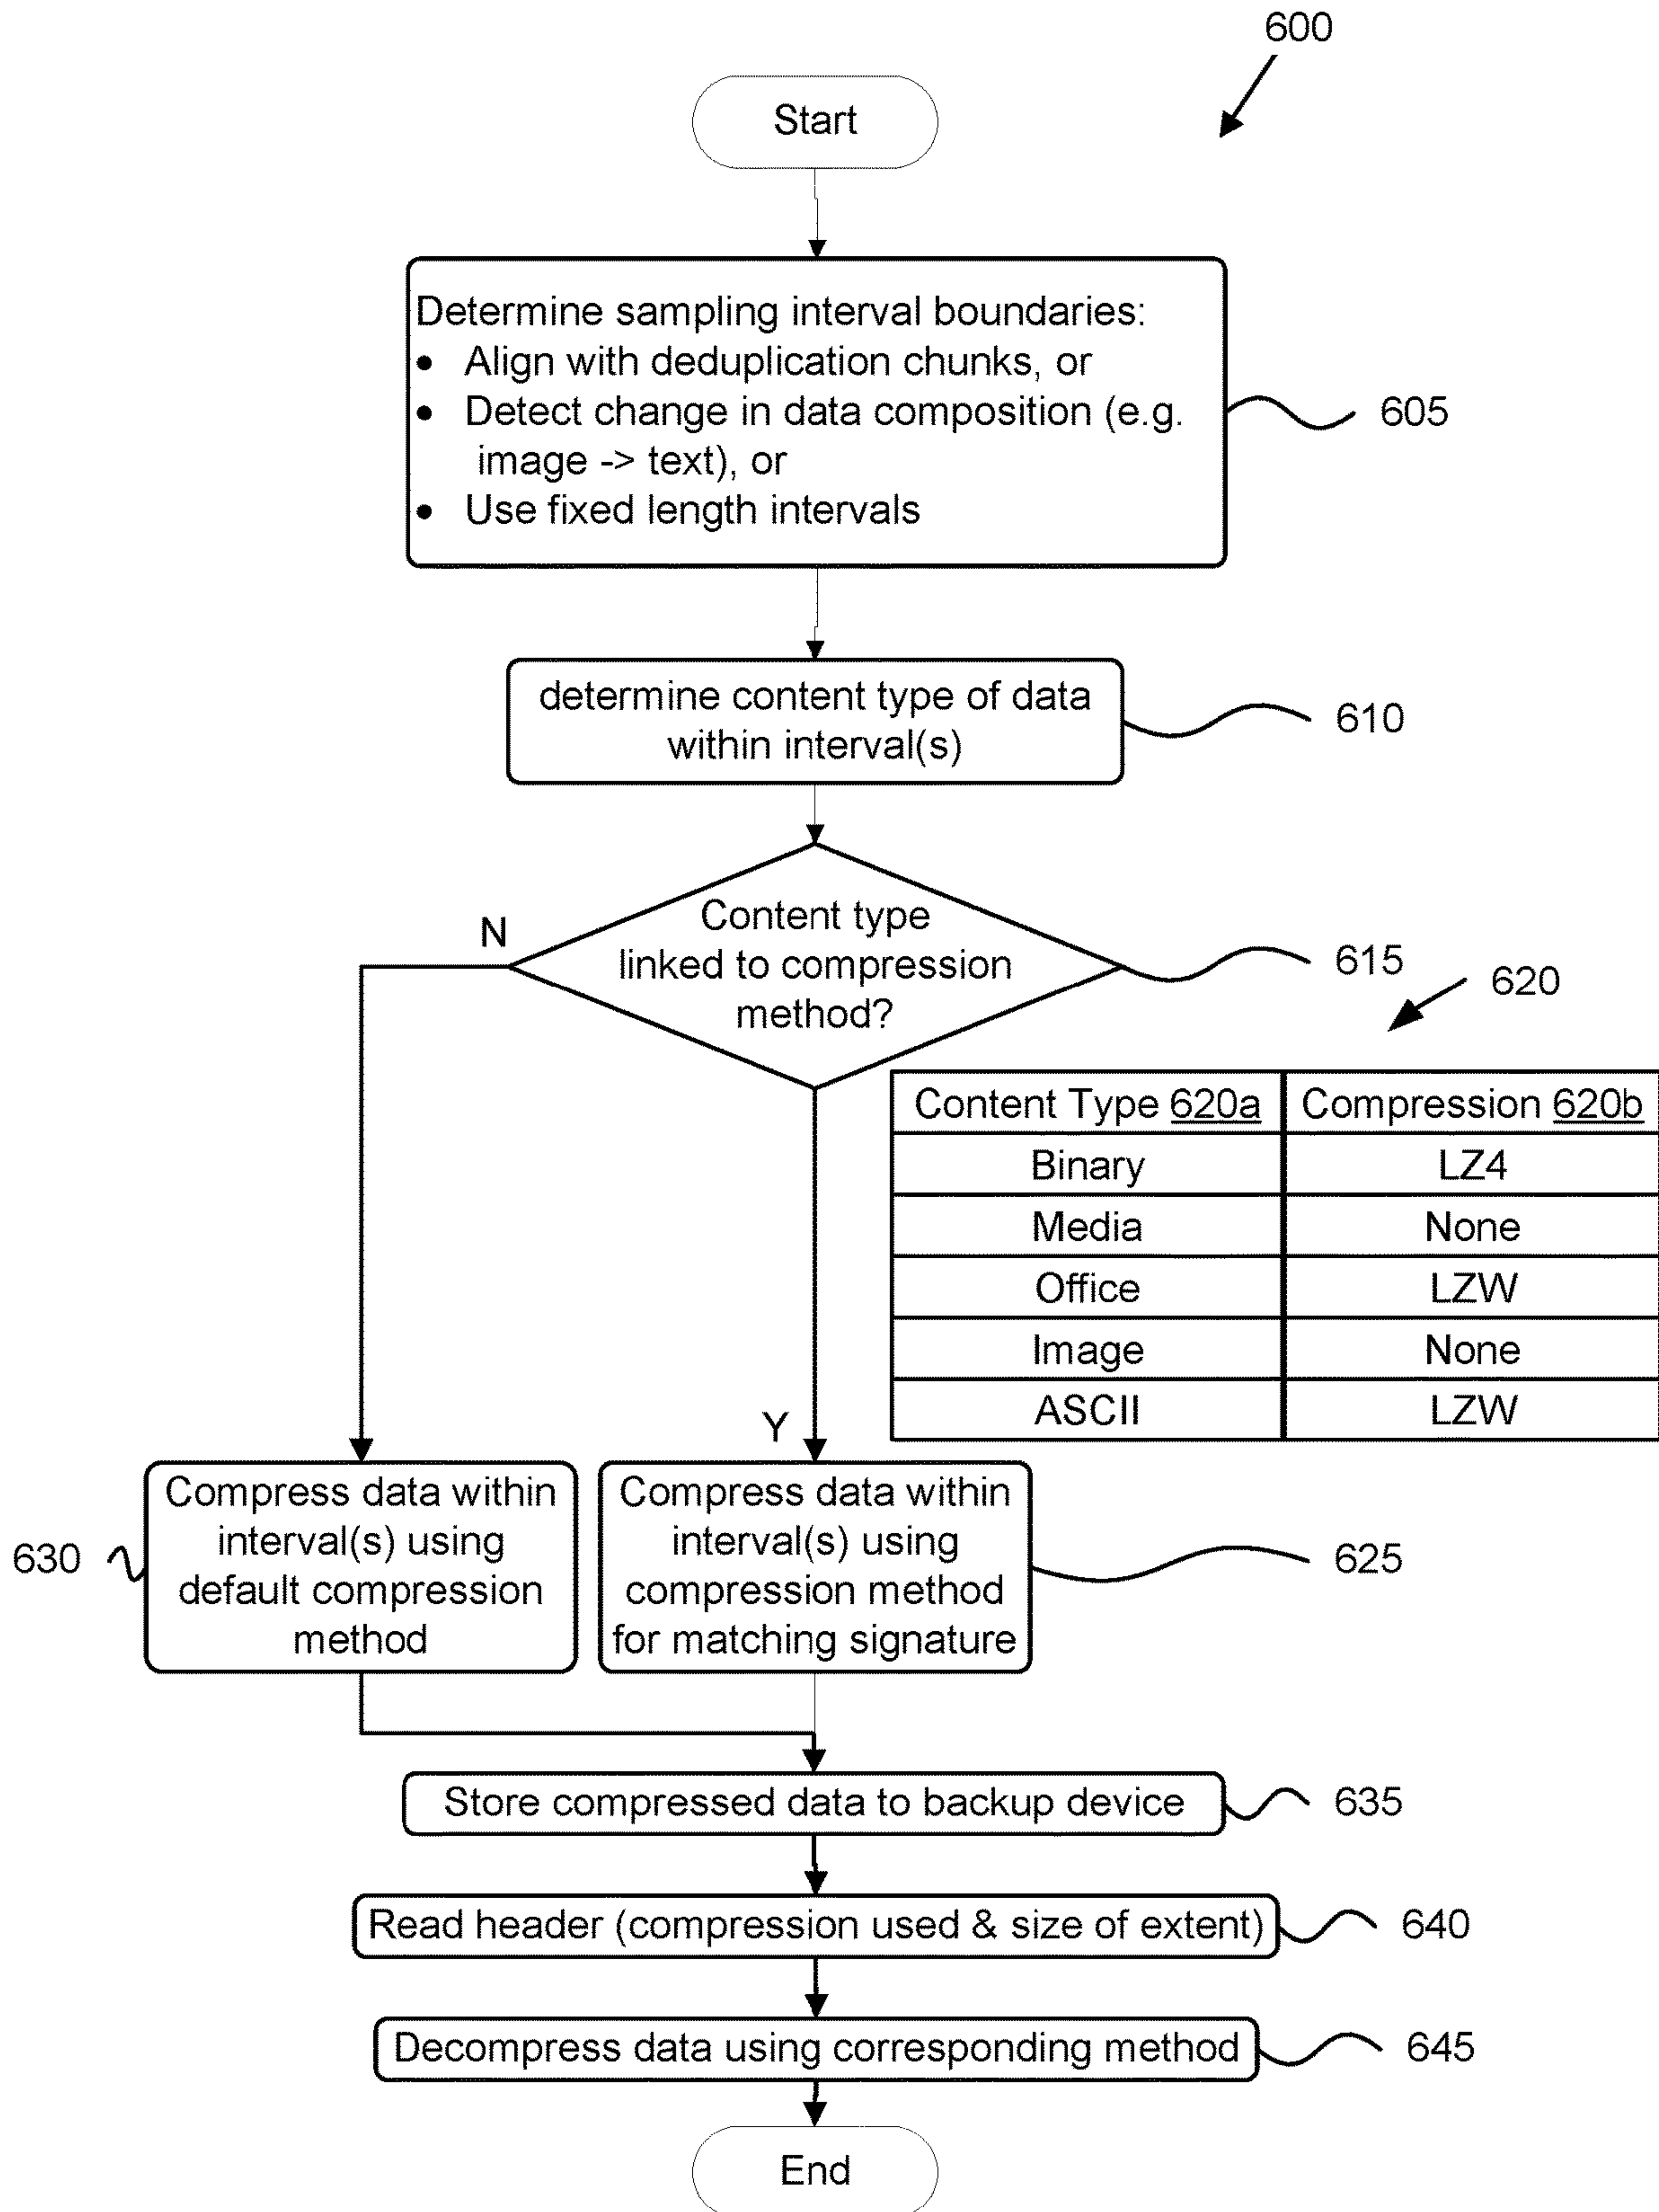 600
Start
Determine sampling interval boundaries:
• Align with deduplication chunks, or
• Detect change in data composition (e.g.
image -> text), or
• Use fixed length intervals
605
determine content type of data
within interval(s)
610
Content type
linked to compression
method?
N
615
620
Content Type 620a Compression 620b
Binary LZ4
Media None
Office LZW
Image None
ASCII LZW
Y
Compress data within
interval(s) using
default compression
method
630
Compress data within
interval(s) using
compression method
for matching signature
625
Store compressed data to backup device
635
Read header (compression used & size of extent)
640
Decompress data using corresponding method
645
End